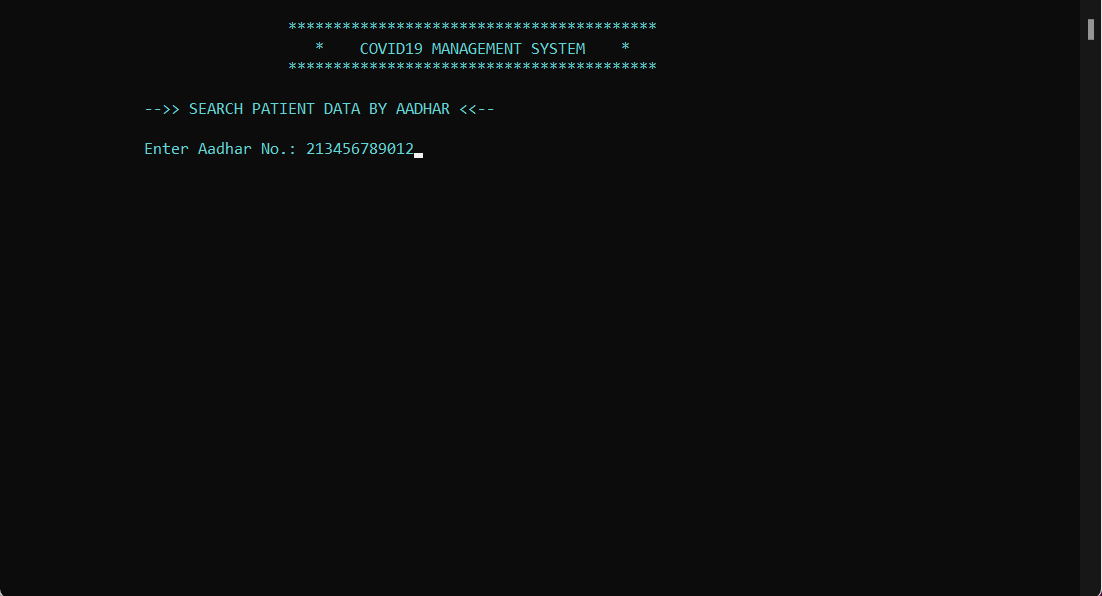 *****************************************
*    COVID19 MANAGEMENT SYSTEM    *
*****************************************
-->> SEARCH PATIENT DATA BY AADHAR <<--
Enter Aadhar No.: 213456789012